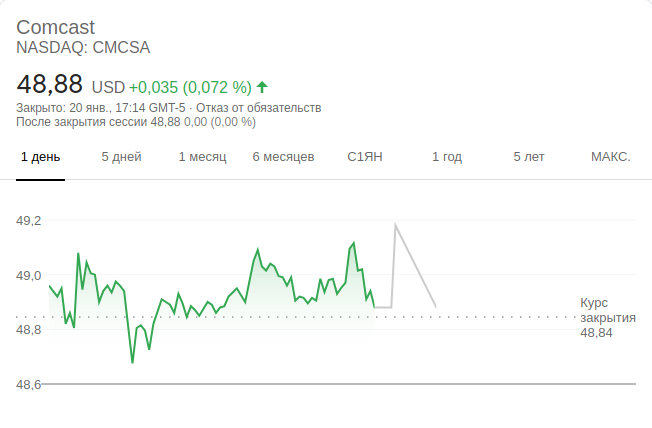 Comcast
NASDAQ: CMCSA
48,88 USD +0,035 (0,072 %)
Закрыто: 20 янв., 17:14 GMT-5 · Отказ от обязательств
После закрытия сессии 48,88 0,00 (0,00 %)
1 день 5 дней 1 месяц 6 месяцев С1ЯН 1 год 5 лет МАКС.
49,2
49,0
Курс
закрытия
48,84
48,8
48,6